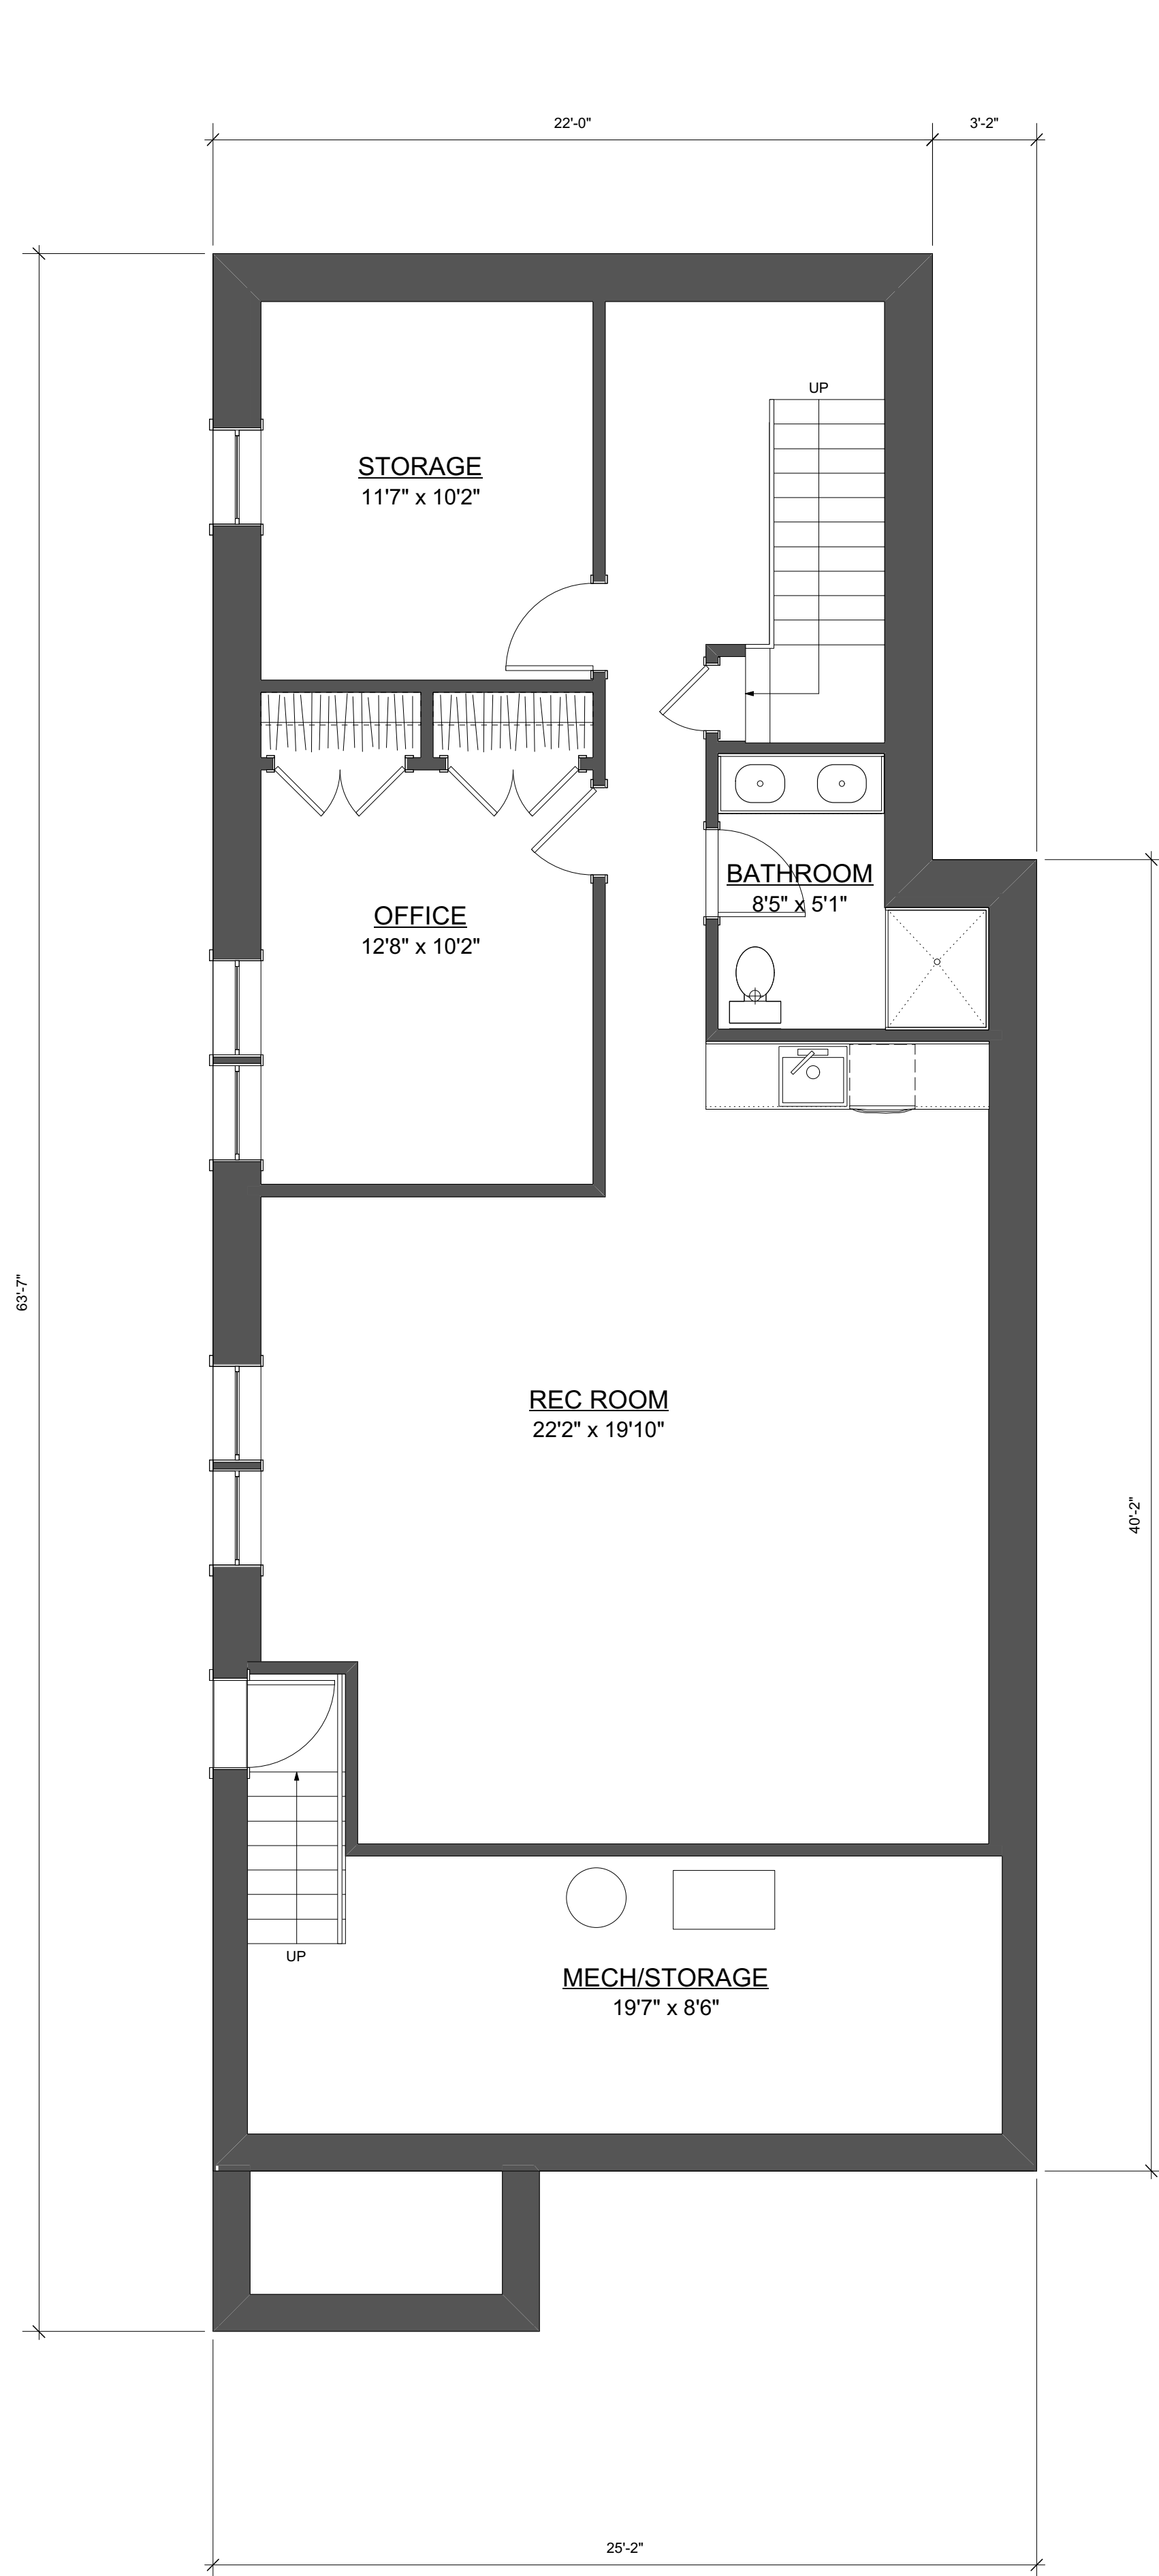 22'-0"
3'-2"
UP
STORAGE
11'7" x 10'2"
BATHROOM
8'5" x 5'1"
OFFICE
12'8" x 10'2"
63'-7"
REC ROOM
22'2" x 19'10"
40'-2"
UP
MECH/STORAGE
19'7" x 8'6"
25'-2"